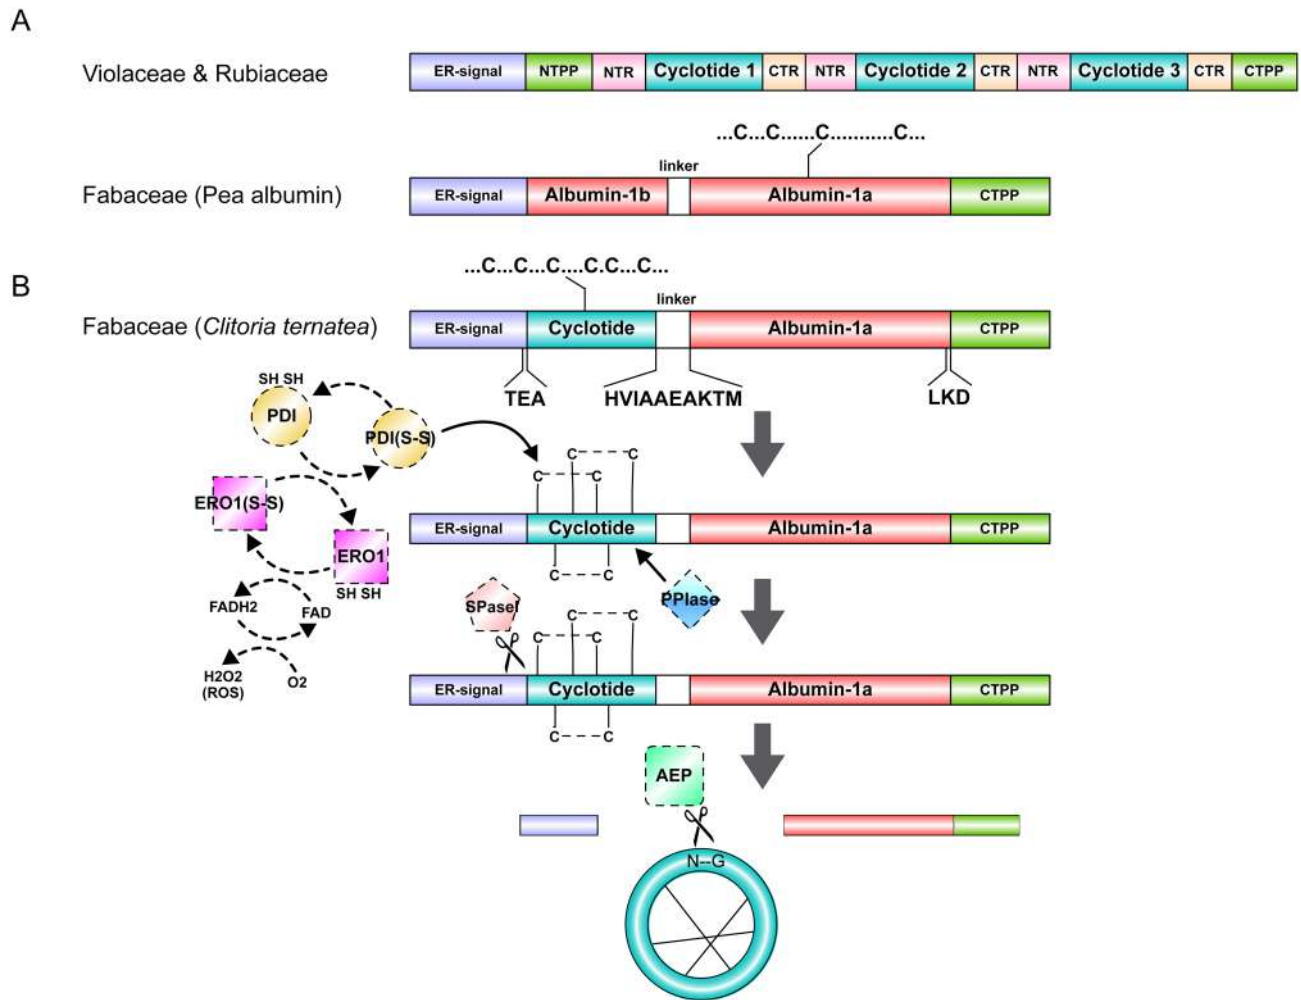 A
Violaceae & Rubiaceae
ER-signal NTPP NTR Cyclotide 1 CTR NTR Cyclotide 2 CTR NTR Cyclotide 3 CTR CTPP
...C...C......C...........C...
linker
Fabaceae (Pea albumin)
ER-signal Albumin-1b Albumin-1a CTPP
B
...C...C...C....C.C...C...
linker
Fabaceae (Clitoria ternatea)
ER-signal Cyclotide Albumin-1a CTPP
TEA HVIAAEAKTM LKD
SH SH
PDI
PDI(S-S)
C C
C C
ERO1(S-S)
ER-signal Cyclotide Albumin-1a CTPP
ERO1
C C
SH SH
PPIase
SPaseI
FADH2 FAD
C C
C C
H2O2
(ROS)
O2
ER-signal Cyclotide Albumin-1a CTPP
C C
AEP
N--G